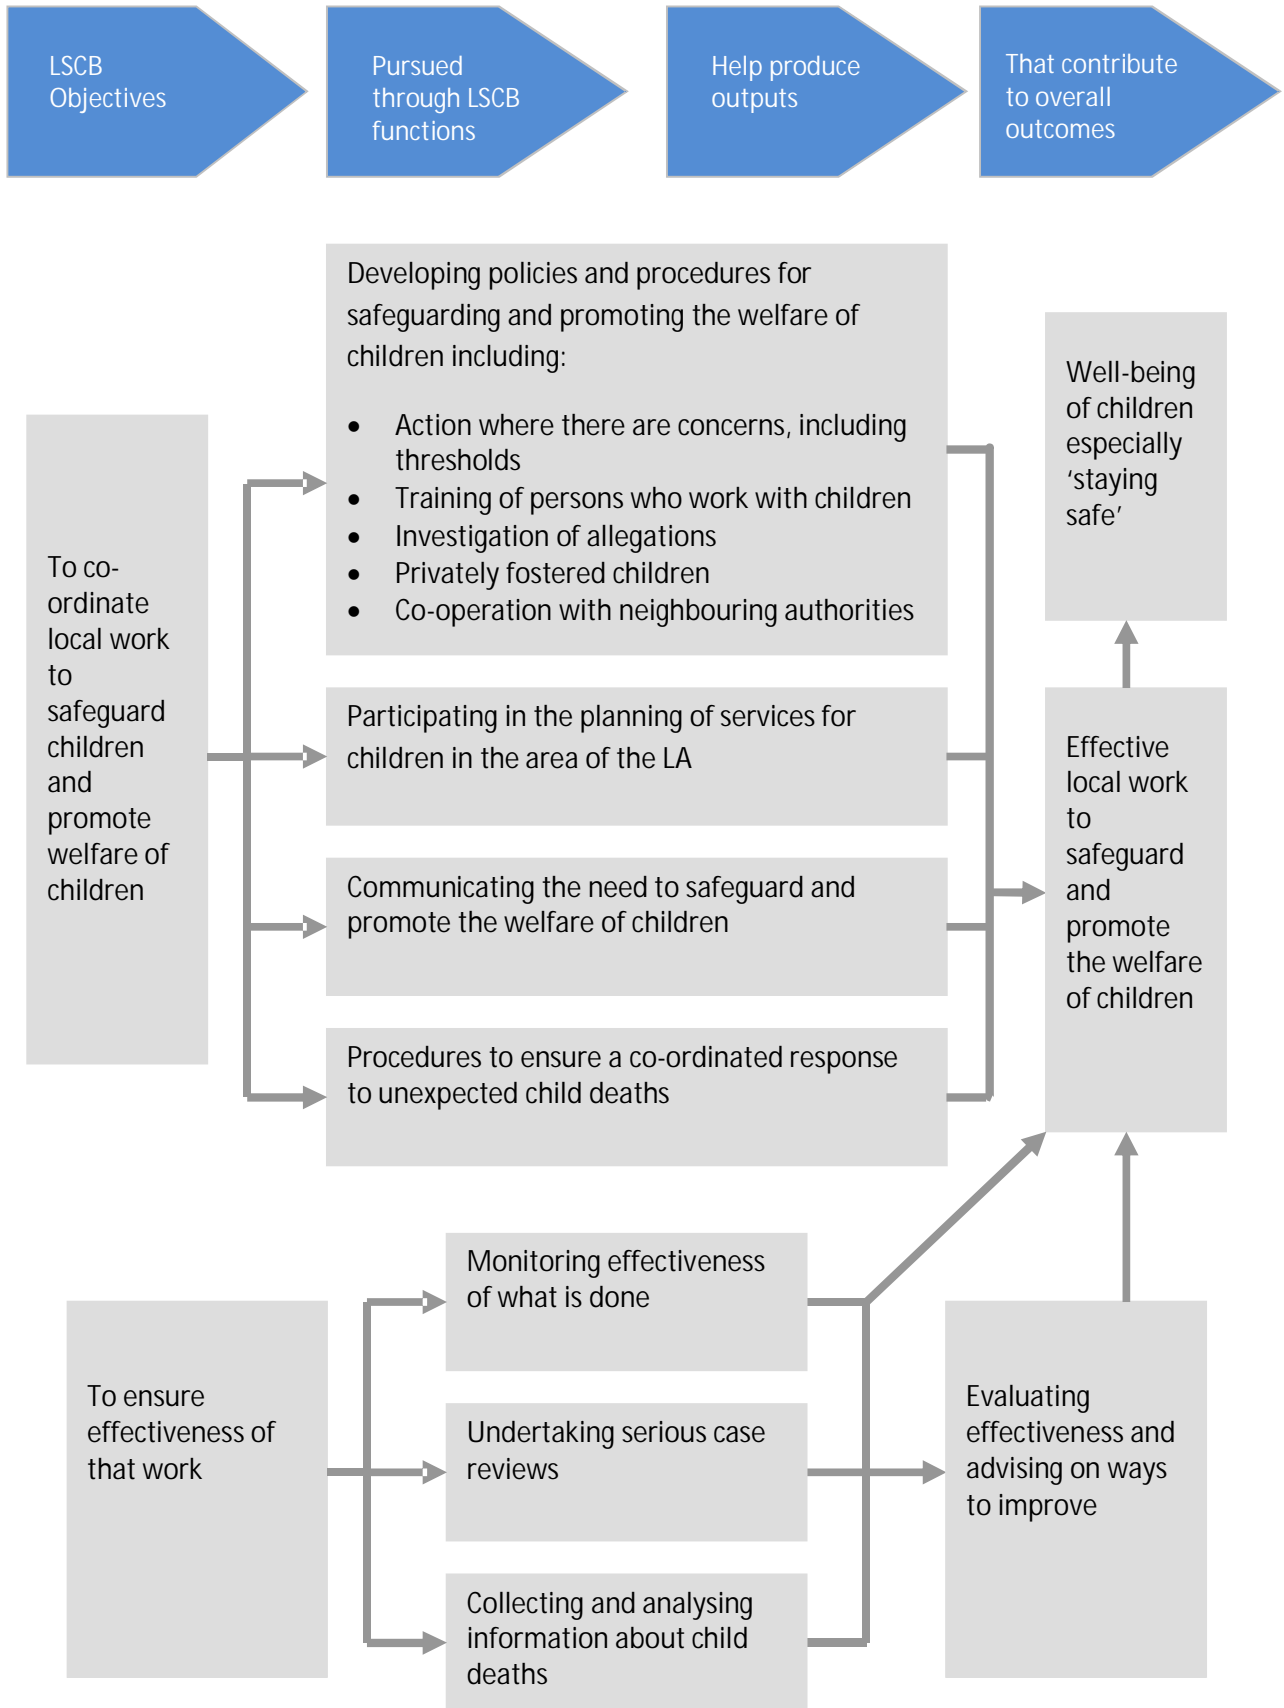 LSCB
Objectives
Pursued
through LSCB
functions
Help produce
outputs
That contribute
to overall
outcomes
To co-
ordinate
local work
to
safeguard
children
and
promote
welfare of
children
Developing policies and procedures for
safeguarding and promoting the welfare of
children including:
• Action where there are concerns, including
thresholds
• Training of persons who work with children
• Investigation of allegations
• Privately fostered children
• Co-operation with neighbouring authorities
Participating in the planning of services for
children in the area of the LA
Communicating the need to safeguard and
promote the welfare of children
Procedures to ensure a co-ordinated response
to unexpected child deaths
Well-being
of children
especially
‘staying
safe’
Effective
local work
to
safeguard
and
promote
the welfare
of children
To ensure
effectiveness of
that work
Monitoring effectiveness
of what is done
Undertaking serious case
reviews
Collecting and analysing
information about child
deaths
Evaluating
effectiveness and
advising on ways
to improve